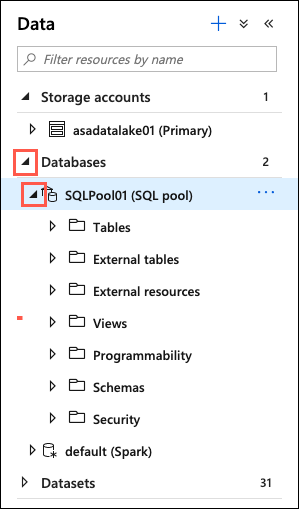 Data
Filter resources by name
Storage accounts 1
asadatalake01 (Primary)
Databases 2
SQLPool01 (SQL pool) ...
Tables
External tables
External resources
Views
Programmability
Schemas
Security
default (Spark)
Datasets 31